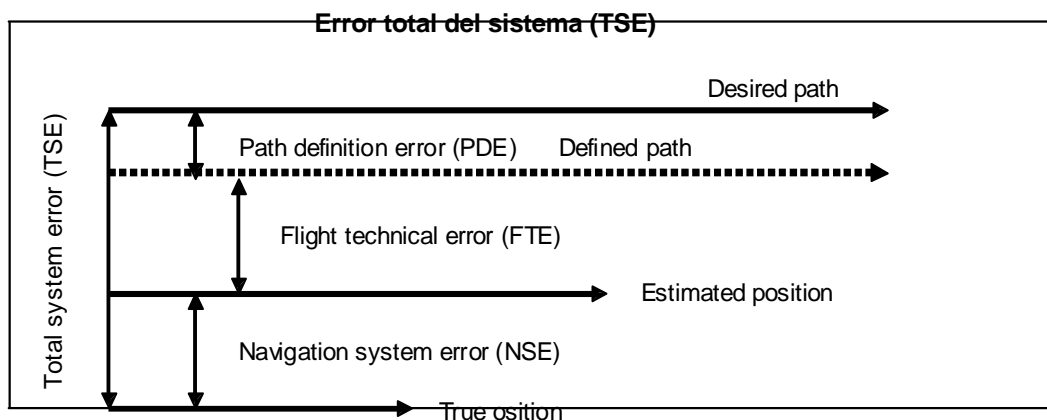 Error total del sistema (TSE)
Desired path
Path definition error (PDE)
Defined path
Flight technical error (FTE)
Total system error (TSE)
Estimated position
Navigation system error (NSE)
True osition